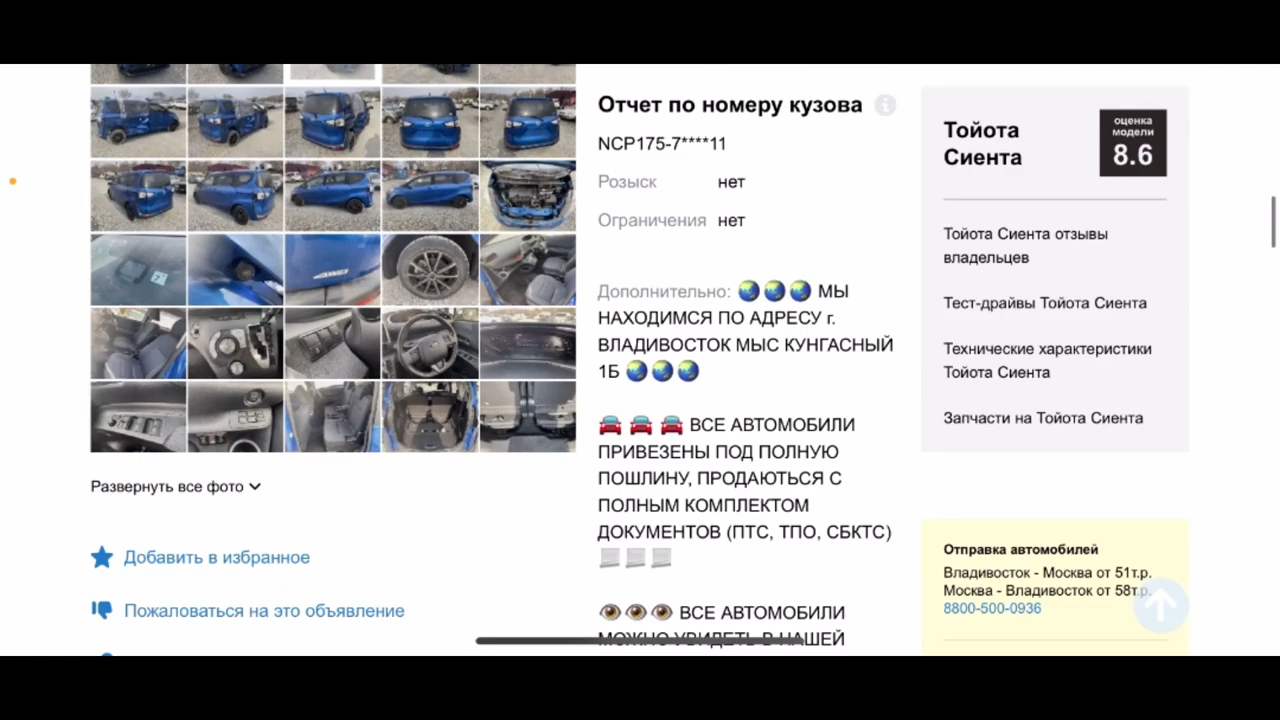 Отчет по номеру кузова
NCP175-7****11
Розыск нет
Ограничения нет
Дополнительно: 🌏🌏🌏 МЫ
НАХОДИМСЯ ПО АДРЕСУ г.
ВЛАДИВОСТОК МЫС КУНГАСНЫЙ
1Б 🌏🌏🌏
🚘 🚘 🚘 ВСЕ АВТОМОБИЛИ
ПРИВЕЗЕНЫ ПОД ПОЛНУЮ
ПОШЛИНУ, ПРОДАЮТЬСЯ С
ПОЛНЫМ КОМПЛЕКТОМ
ДОКУМЕНТОВ (ПТС, ТПО, СБКТС)
👁👁👁 ВСЕ АВТОМОБИЛИ
МОЖНО УВИДЕТЬ В НАШЕЙ
Развернуть все фото
Добавить в избранное
Пожаловаться на это объявление
Тойота
Сиента
оценка
модели
8.6
Тойота Сиента отзывы
владельцев
Тест-драйвы Тойота Сиента
Технические характеристики
Тойота Сиента
Запчасти на Тойота Сиента
Отправка автомобилей
Владивосток - Москва от 51т.р.
Москва - Владивосток от 58т.р.
8800-500-0936